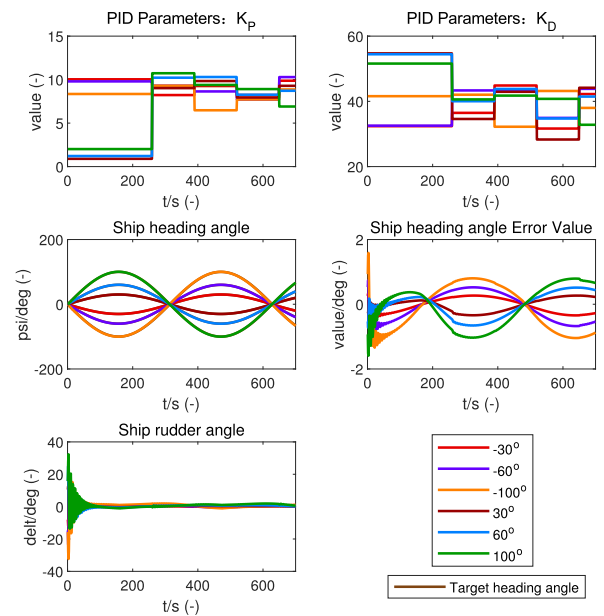 PID Parameters: K_P
15
10
5
0
value (-)
0 200 400 600
t/s (-)
PID Parameters: K_D
60
40
20
value (-)
0 200 400 600
t/s (-)
Ship heading angle
200
0
-200
psi/deg (-)
0 200 400 600
t/s (-)
Ship heading angle Error Value
2
0
-2
value/deg (-)
0 200 400 600
t/s (-)
Ship rudder angle
40
20
0
-20
-40
delt/deg (-)
0 200 400 600
t/s (-)
-30°
-60°
-100°
30°
60°
100°
Target heading angle